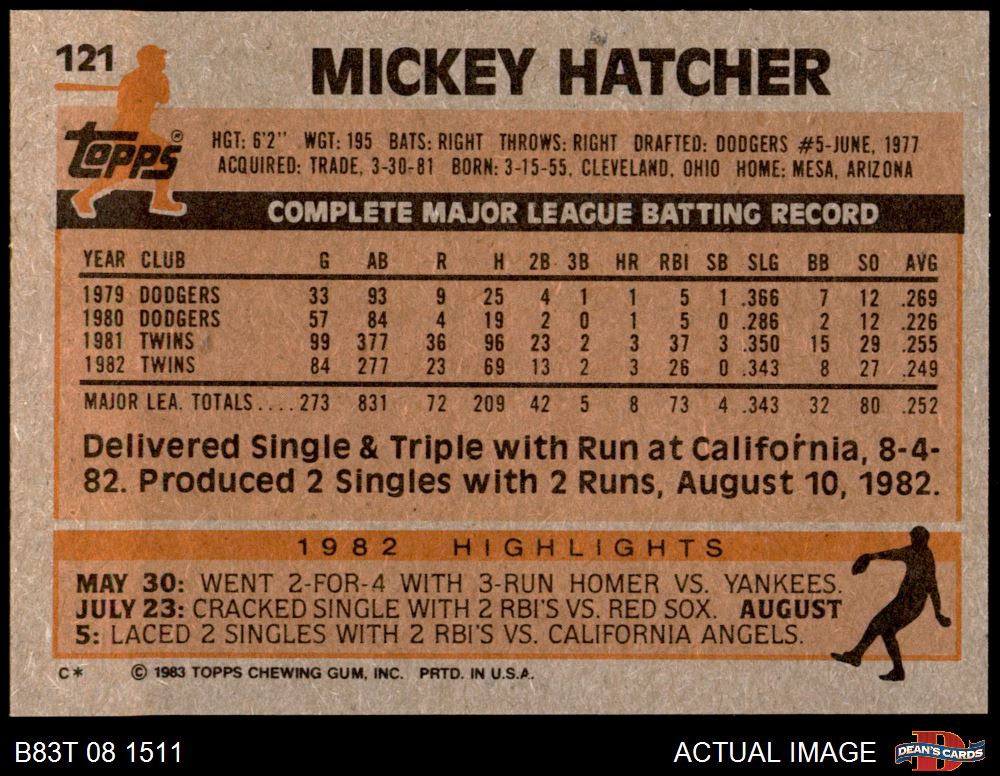 121
MICKEY HATCHER
topps®
HGT: 6'2" WGT: 195 BATS: RIGHT THROWS: RIGHT DRAFTED: DODGERS #5-JUNE, 1977
ACQUIRED: TRADE, 3-30-81 BORN: 3-15-55, CLEVELAND, OHIO HOME: MESA, ARIZONA
COMPLETE MAJOR LEAGUE BATTING RECORD
YEAR CLUB G AB R H 2B 3B HR RBI SB SLG BB SO AVG
1979 DODGERS 33 93 9 25 4 1 1 5 1 .366 7 12 .269
1980 DODGERS 57 84 4 19 2 0 1 5 0 .286 2 12 .226
1981 TWINS 99 377 36 96 23 2 3 37 3 .350 15 29 .255
1982 TWINS 84 277 23 69 13 2 3 26 0 .343 8 27 .249
MAJOR LEA. TOTALS.... 273 831 72 209 42 5 8 73 4 .343 32 80 .252
Delivered Single & Triple with Run at California, 8-4-
82. Produced 2 Singles with 2 Runs, August 10, 1982.
1982 HIGHLIGHTS
MAY 30: WENT 2-FOR-4 WITH 3-RUN HOMER VS. YANKEES.
JULY 23: CRACKED SINGLE WITH 2 RBI'S VS. RED SOX. AUGUST
5: LACED 2 SINGLES WITH 2 RBI'S VS. CALIFORNIA ANGELS.
C* © 1983 TOPPS CHEWING GUM, INC. PRTD. IN U.S.A.
B83T 08 1511
ACTUAL IMAGE
DEAN'S CARDS